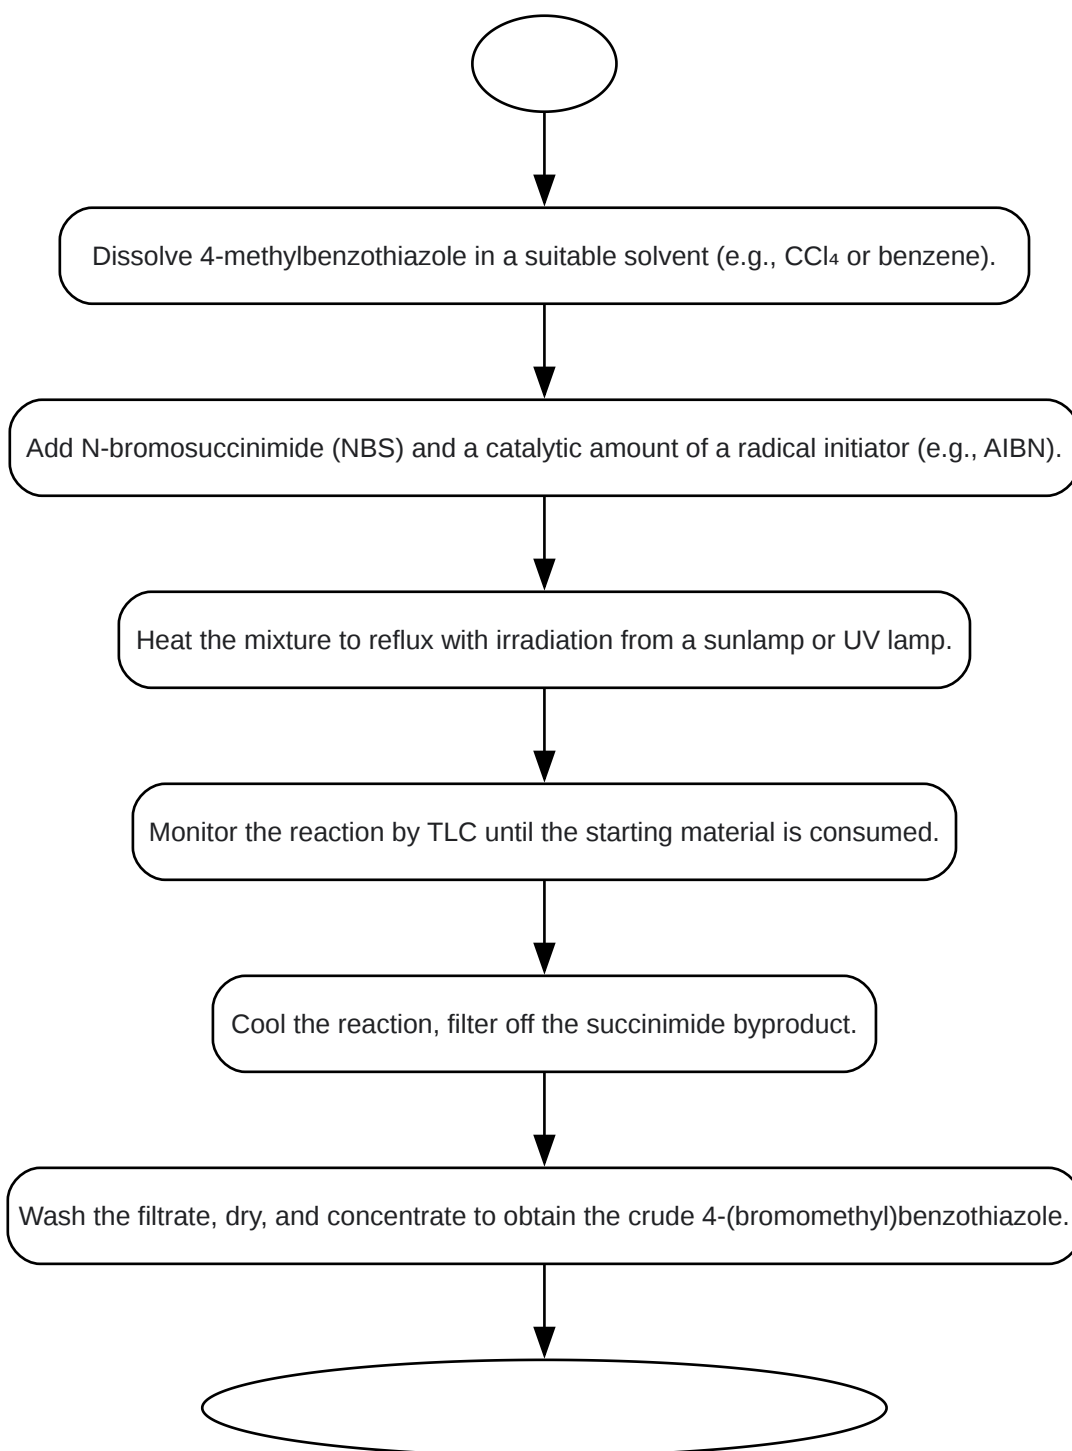 Dissolve 4-methylbenzothiazole in a suitable solvent (e.g., CCl₄ or benzene).
Add N-bromosuccinimide (NBS) and a catalytic amount of a radical initiator (e.g., AIBN).
Heat the mixture to reflux with irradiation from a sunlamp or UV lamp.
Monitor the reaction by TLC until the starting material is consumed.
Cool the reaction, filter off the succinimide byproduct.
Wash the filtrate, dry, and concentrate to obtain the crude 4-(bromomethyl)benzothiazole.